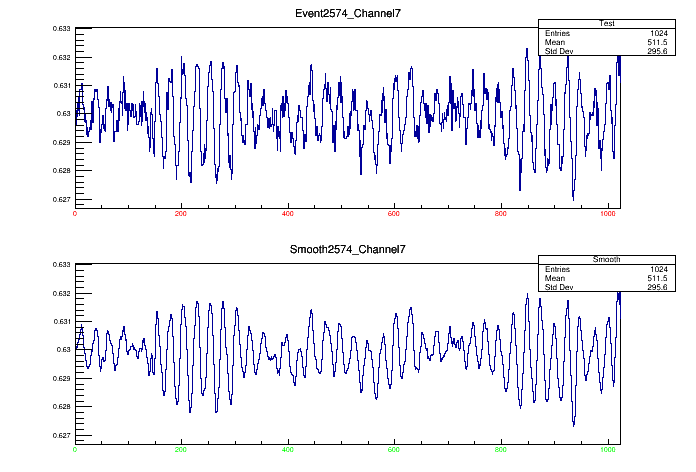 Event2574_Channel7
Test
Entries 1024
Mean 511.5
Std Dev 295.6
0.633
0.632
0.631
0.63
0.629
0.628
0.627
0 200 400 600 800 1000
Smooth2574_Channel7
Smooth
Entries 1024
Mean 511.5
Std Dev 295.6
0.633
0.632
0.631
0.63
0.629
0.628
0.627
0 200 400 600 800 1000